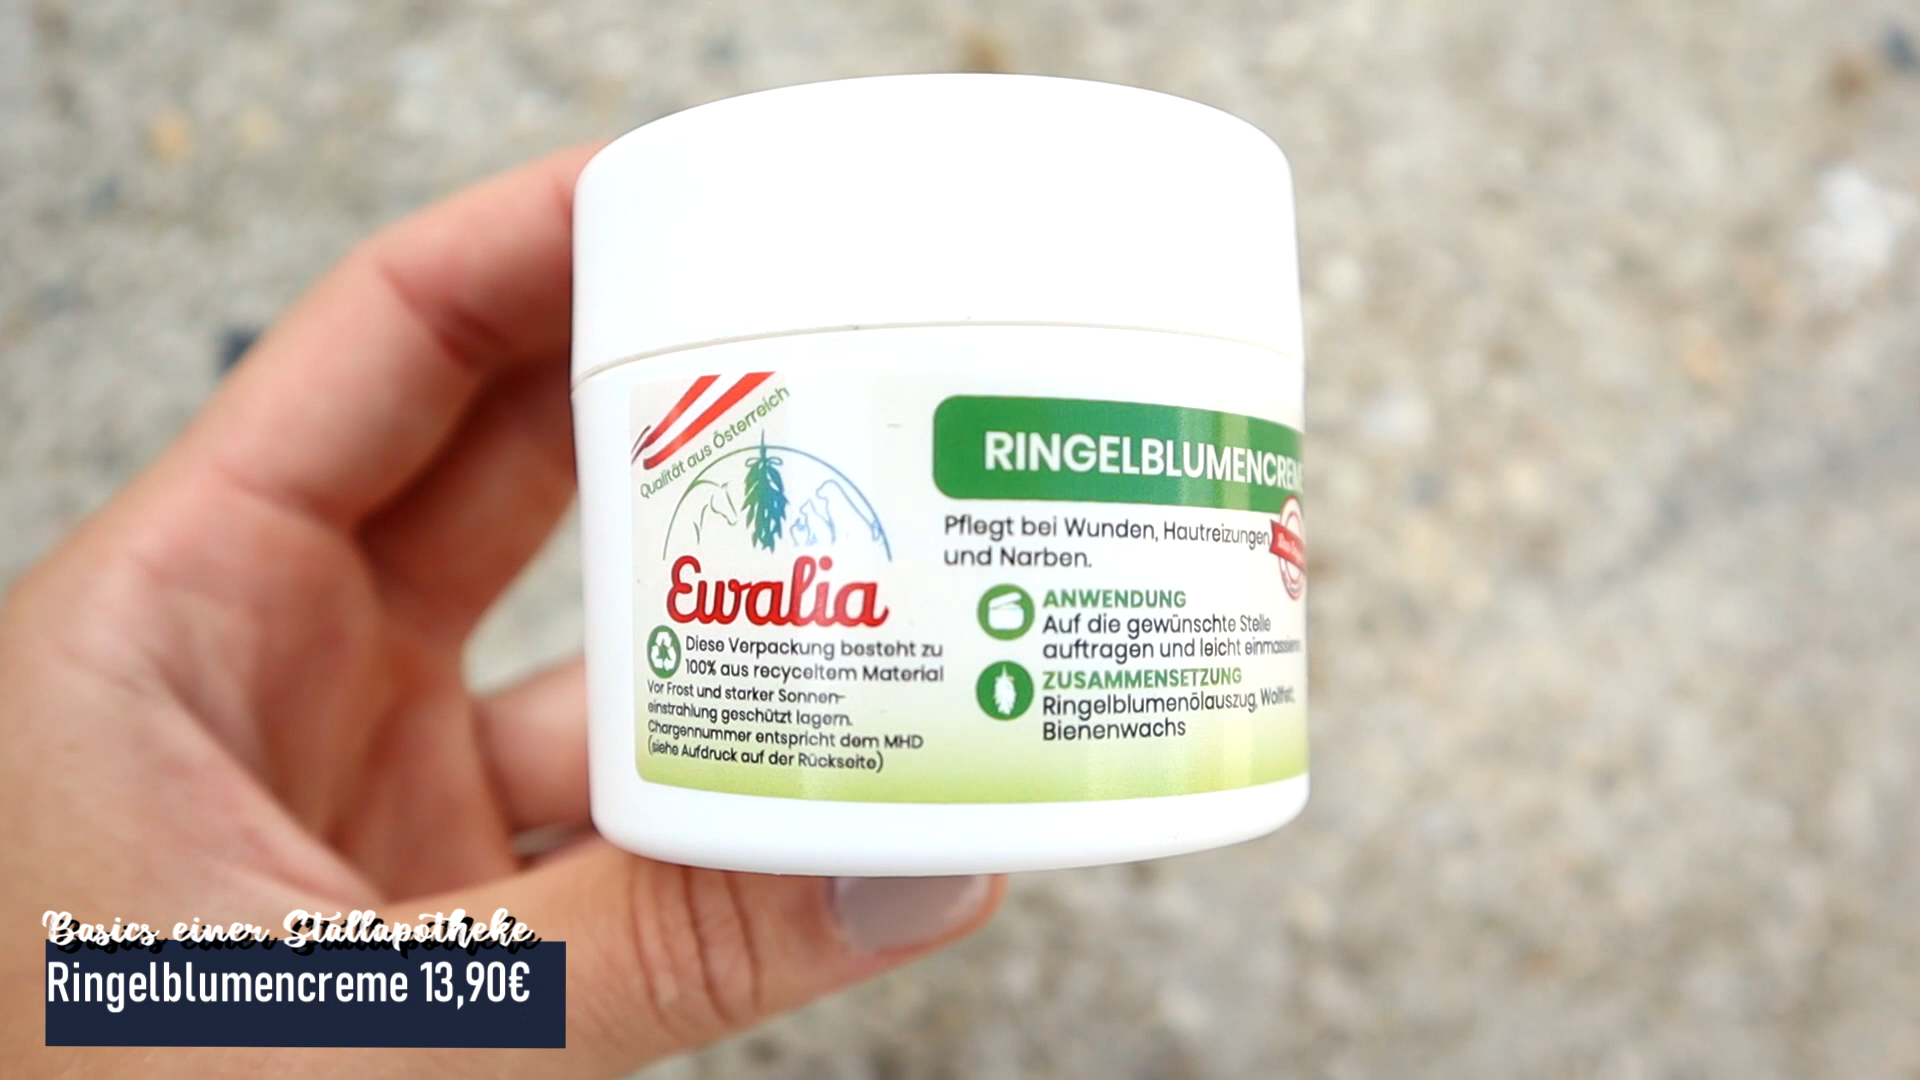 Qualität aus Österreich
Ewalia
Diese Verpackung besteht zu
100% aus recyceltem Material
Vor Frost und starker Sonnen-
einstrahlung geschützt lagern.
Chargennummer entspricht dem MHD
(siehe Aufdruck auf der Rückseite)
RINGELBLUMENCREME
Pflegt bei Wunden, Hautreizungen
und Narben.
ANWENDUNG
Auf die gewünschte Stelle
auftragen und leicht einmassieren
ZUSAMMENSETZUNG
Ringelblumenölauszug, Wollfett,
Bienenwachs
Basics einer Stallapotheke
Ringelblumencreme 13,90€